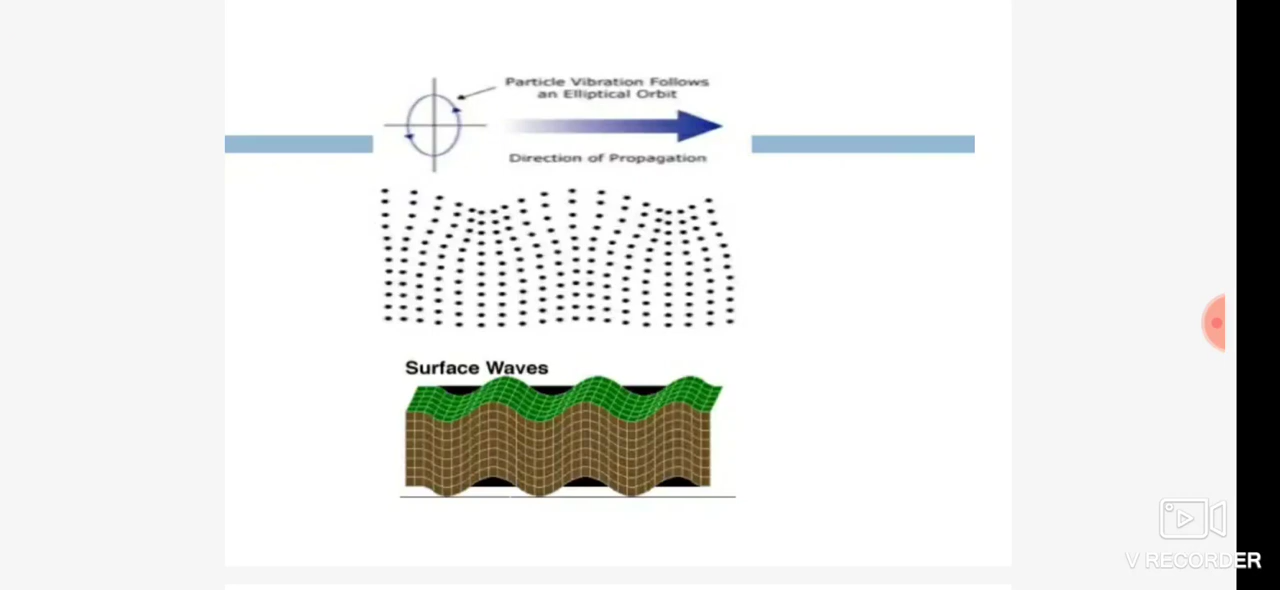 Particle Vibration Follows
an Elliptical Orbit
Direction of Propagation
Surface Waves
V RECORDER